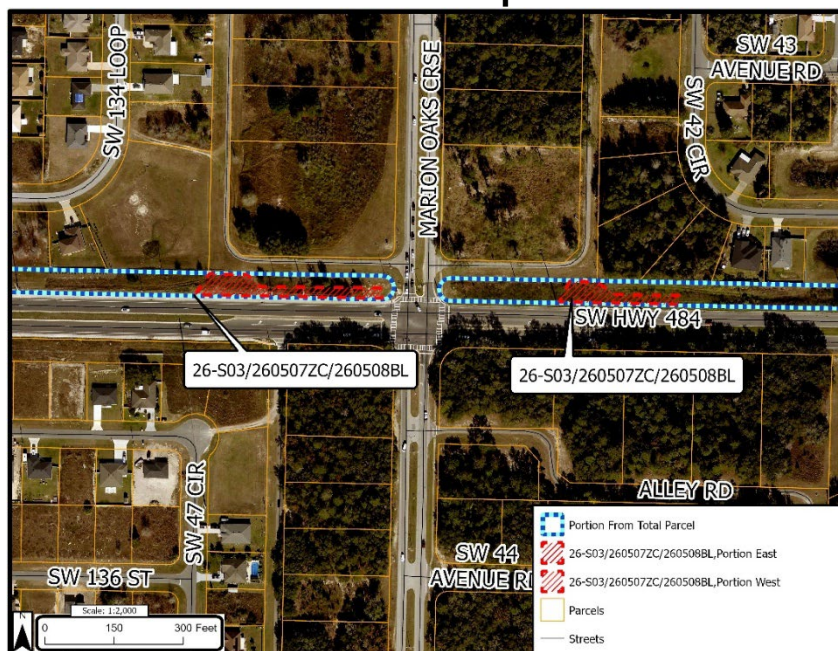 SW 134 LOOP
MARION OAKS CRSE
SW 43
AVENUE RD
SW 42 CIR
SW HWY 484
26-S03/260507ZC/260508BL
26-S03/260507ZC/260508BL
SW 47 CIR
ALLEY RD
SW 136 ST
SW 44
AVENUE RD
Portion From Total Parcel
26-S03/260507ZC/260508BL,Portion East
26-S03/260507ZC/260508BL,Portion West
Parcels
Streets
Scale: 1:2,000
0 150 300 Feet
N